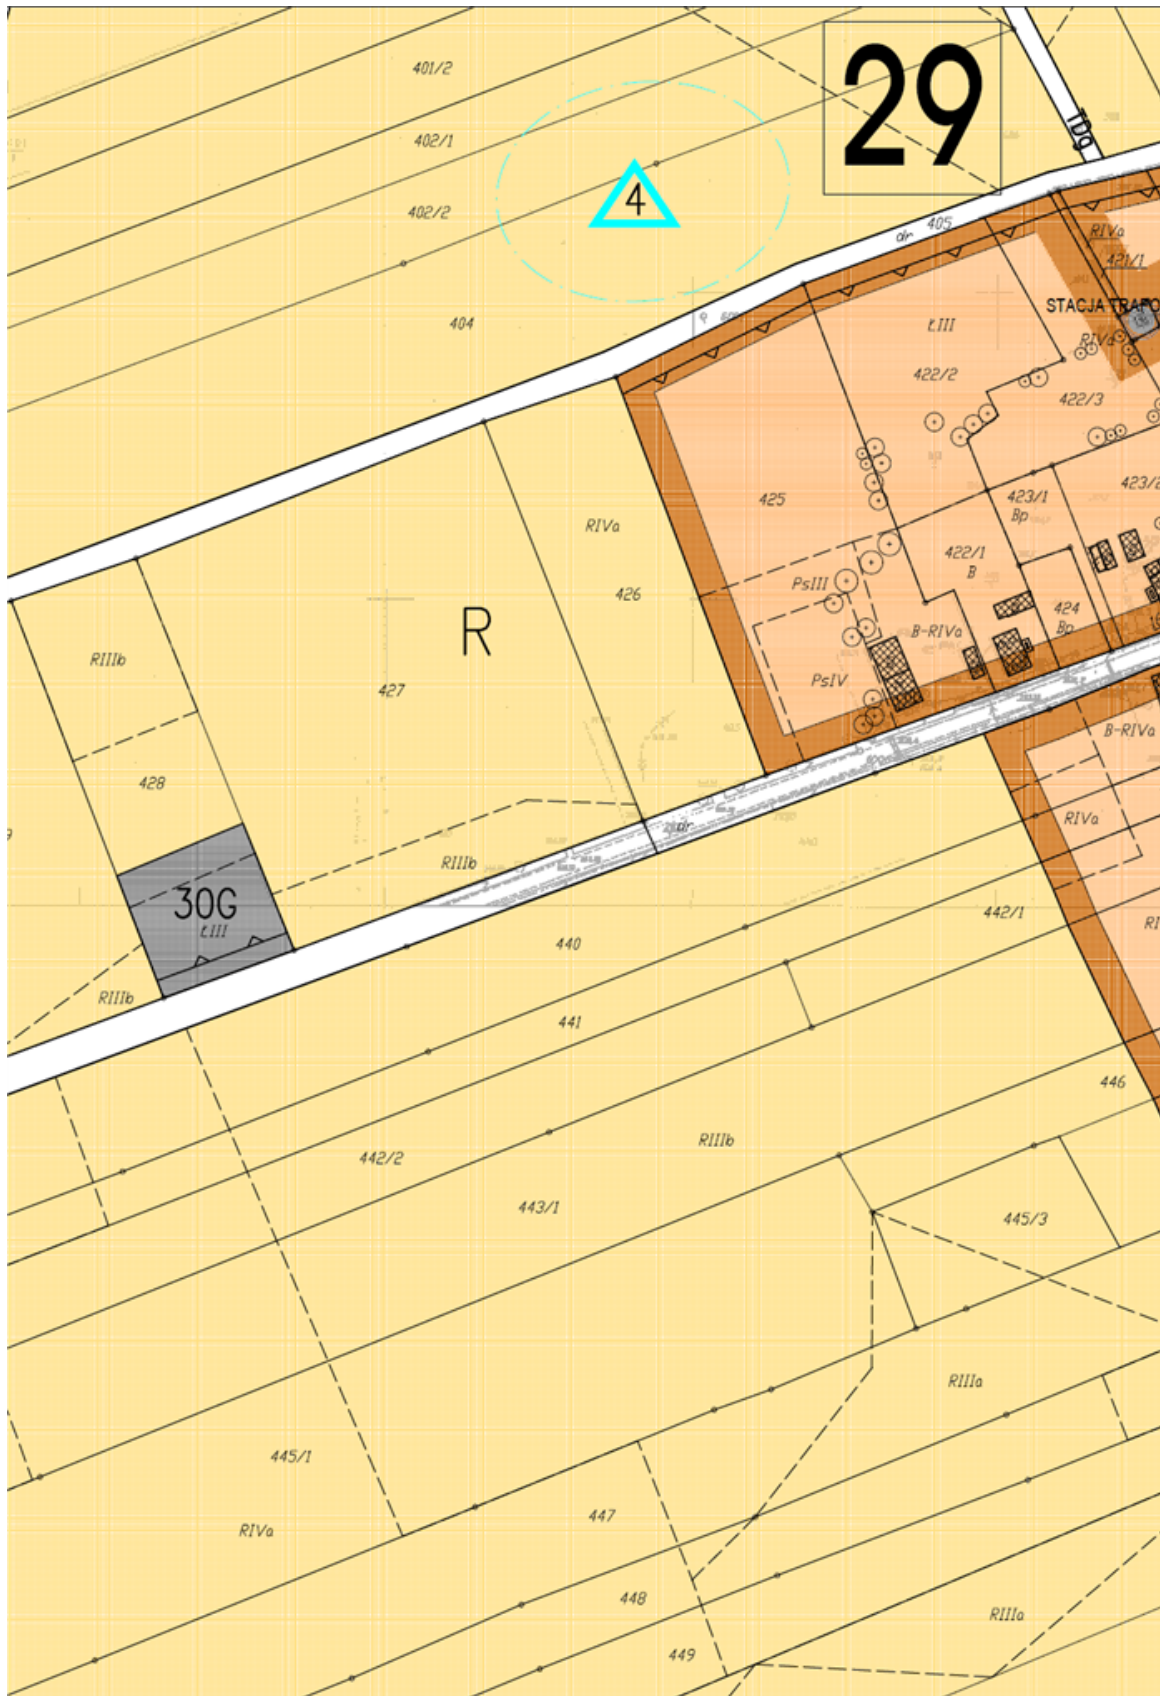 401/2
29
TDg
402/1
4
402/2
dr
405
RIVa
421/1
STACJA TRAFO
404
ŁIII
RIVa
422/2
422/3
425
423/1
Bp
423/2
RIVa
422/1
B
PsIII
426
424
Bp
B-RIVa
R
RIIIb
427
PsIV
B-RIVa
428
RIVa
dr
RIIIb
30G
ŁIII
442/1
440
RIIIb
441
446
442/2
RIIIb
443/1
445/3
RIIIa
445/1
447
RIVa
448
RIIIa
449